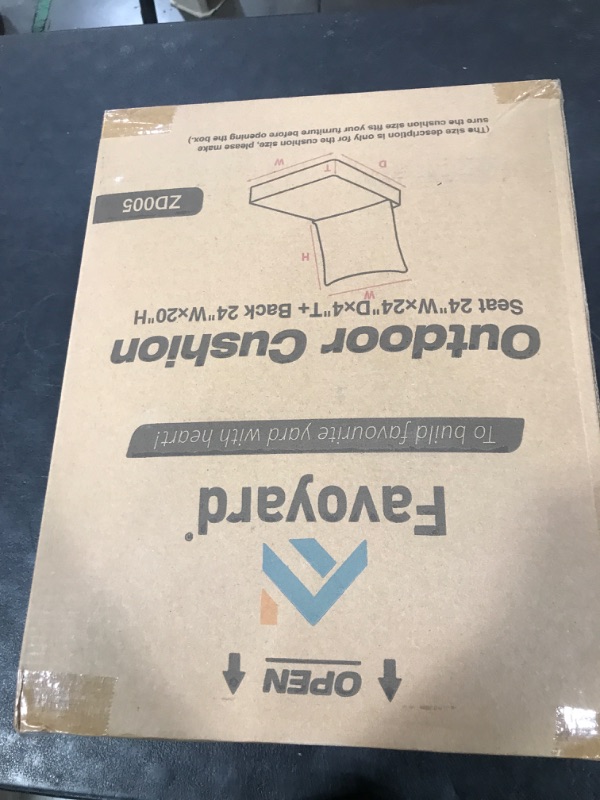 OPEN
Favoyard®
To build favourite yard with heart!
Outdoor Cushion
Seat 24"W×24"D×4"T+ Back 24"W×20"H
W
H
ZD005
D
T
W
(The size description is only for the cushion size, please make
sure the cushion size fits your furniture before opening the box.)